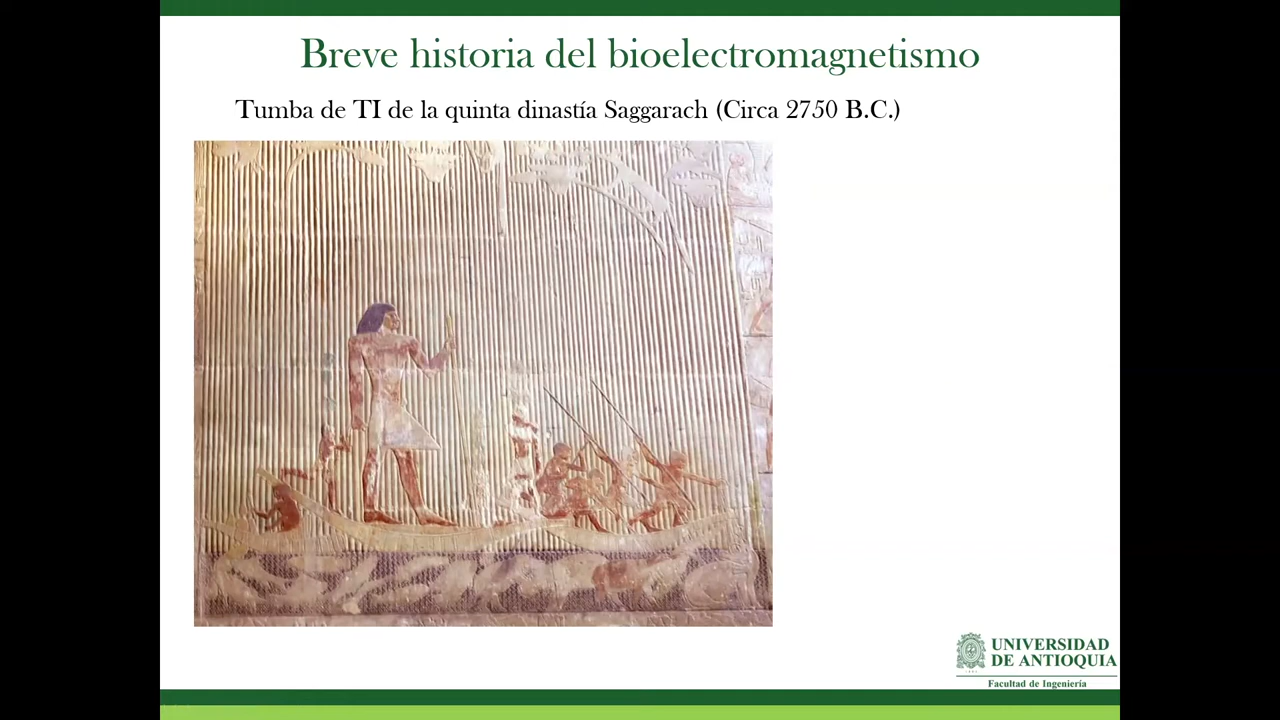 Breve historia del bioelectromagnetismo
Tumba de TI de la quinta dinastía Saggarach (Circa 2750 B.C.)
UNIVERSIDAD
DE ANTIOQUIA
Facultad de Ingeniería